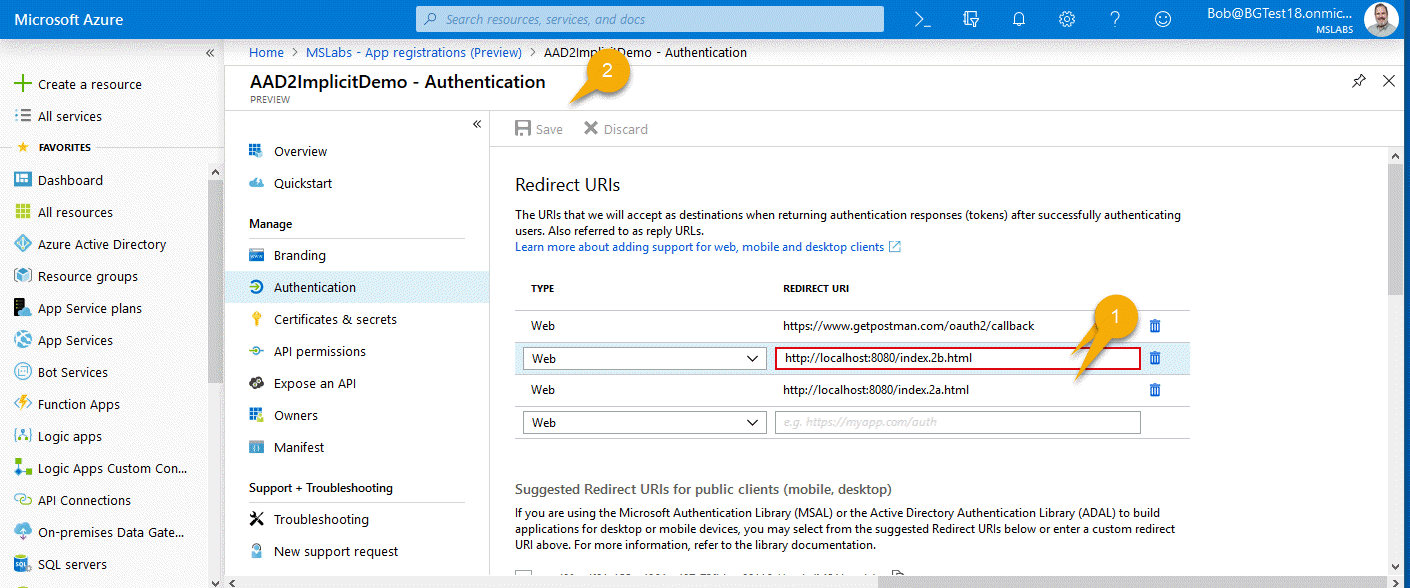 Microsoft Azure
Search resources, services, and docs
Bob@BGTest18.onmic...
MSLABS
Home > MSLabs - App registrations (Preview) > AAD2ImplicitDemo - Authentication
AAD2ImplicitDemo - Authentication
PREVIEW
2
Create a resource
All services
FAVORITES
Dashboard
All resources
Azure Active Directory
Resource groups
App Service plans
App Services
Bot Services
Function Apps
Logic apps
Logic Apps Custom Con...
API Connections
On-premises Data Gate...
SQL servers
Overview
Quickstart
Manage
Branding
Authentication
Certificates & secrets
API permissions
Expose an API
Owners
Manifest
Support + Troubleshooting
Troubleshooting
New support request
Save Discard
Redirect URIs
The URIs that we will accept as destinations when returning authentication responses (tokens) after successfully authenticating
users. Also referred to as reply URLs.
Learn more about adding support for web, mobile and desktop clients
TYPE REDIRECT URI
Web https://www.getpostman.com/oauth2/callback
1
Web http://localhost:8080/index.2b.html
Web http://localhost:8080/index.2a.html
Web e.g. https://myapp.com/auth
Suggested Redirect URIs for public clients (mobile, desktop)
If you are using the Microsoft Authentication Library (MSAL) or the Active Directory Authentication Library (ADAL) to build
applications for desktop or mobile devices, you may select from the suggested Redirect URIs below or enter a custom redirect
URI above. For more information, refer to the library documentation.